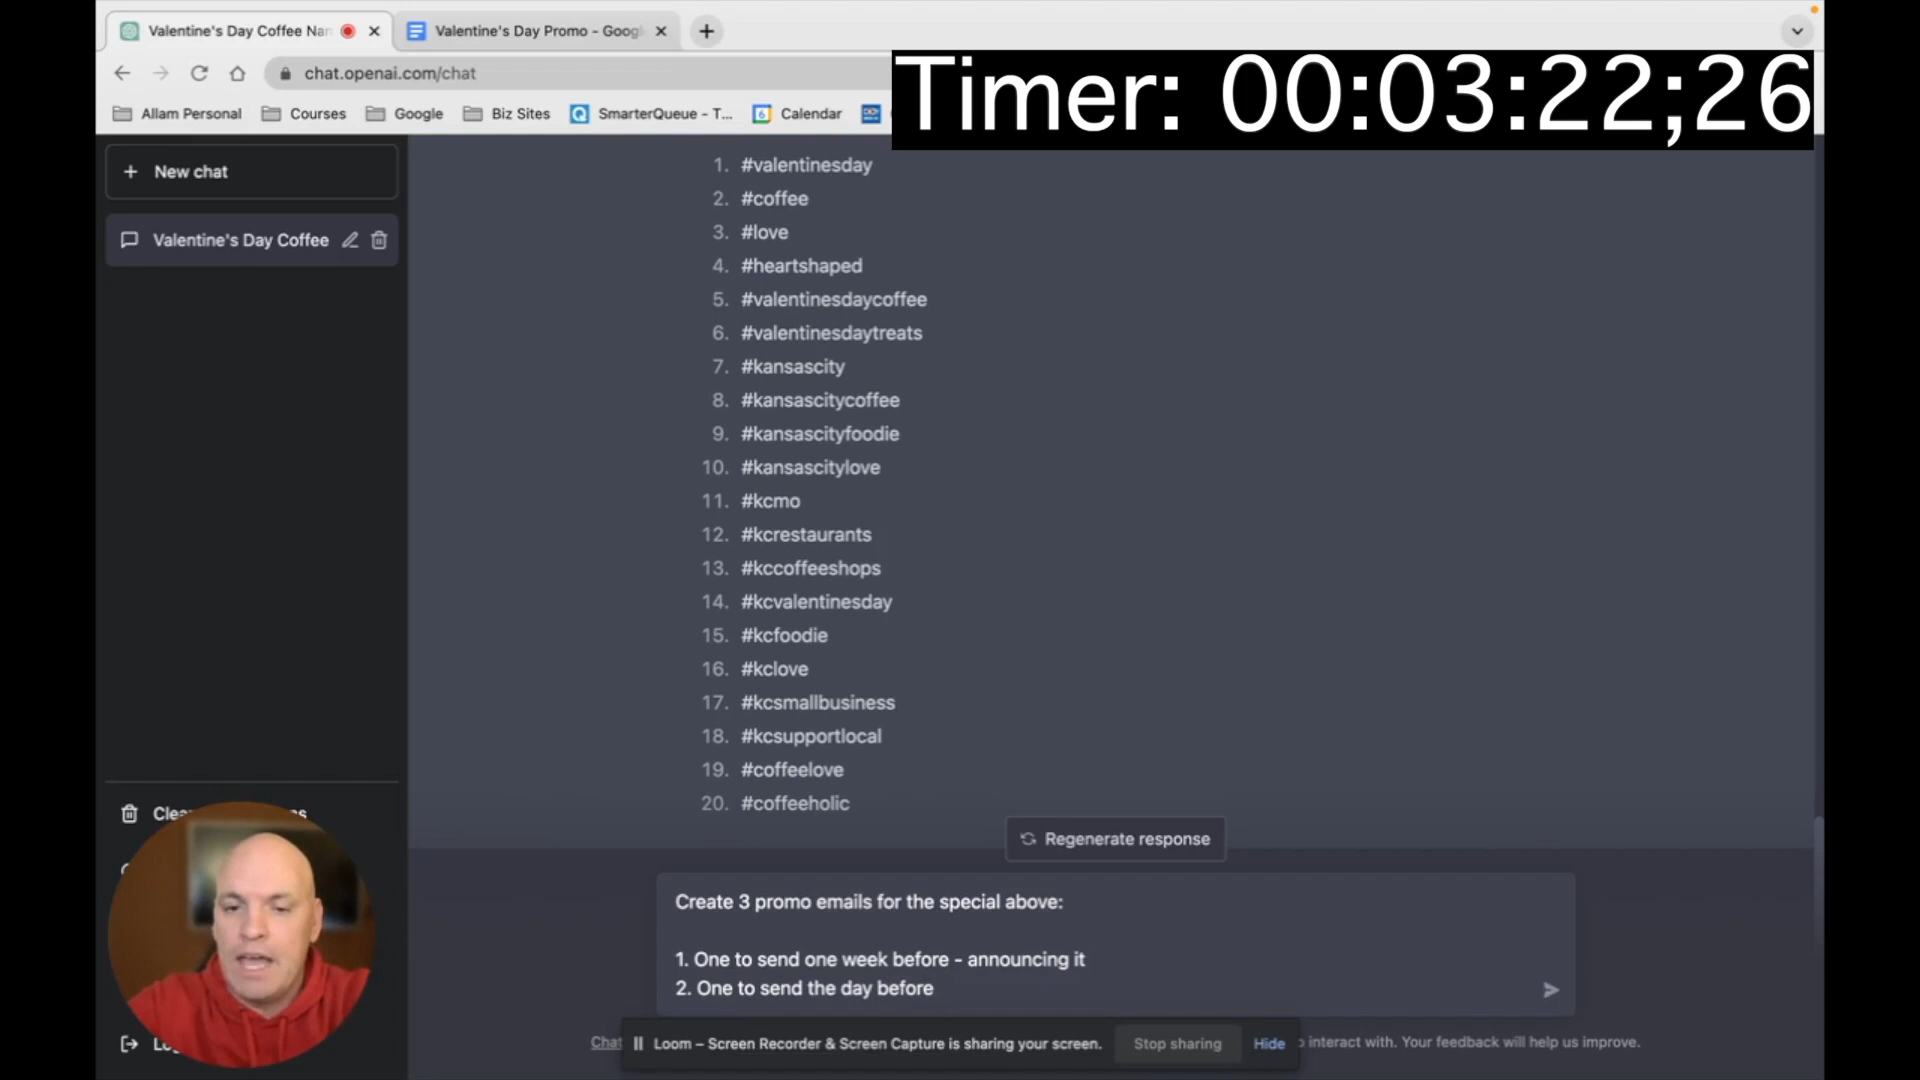 Valentine's Day Coffee Nan
Valentine's Day Promo - Googl
chat.openai.com/chat
Timer: 00:03:22;26
Allam Personal
Courses
Google
Biz Sites
SmarterQueue - T...
Calendar
New chat
Valentine's Day Coffee
1. #valentinesday
2. #coffee
3. #love
4. #heartshaped
5. #valentinesdaycoffee
6. #valentinesdaytreats
7. #kansascity
8. #kansascitycoffee
9. #kansascityfoodie
10. #kansascitylove
11. #kcmo
12. #kcrestaurants
13. #kccoffeeshops
14. #kcvalentinesday
15. #kcfoodie
16. #kclove
17. #kcsmallbusiness
18. #kcsupportlocal
19. #coffeelove
20. #coffeeholic
Regenerate response
Create 3 promo emails for the special above:
1. One to send one week before - announcing it
2. One to send the day before
Loom – Screen Recorder & Screen Capture is sharing your screen.
Stop sharing
Hide
interact with. Your feedback will help us improve.